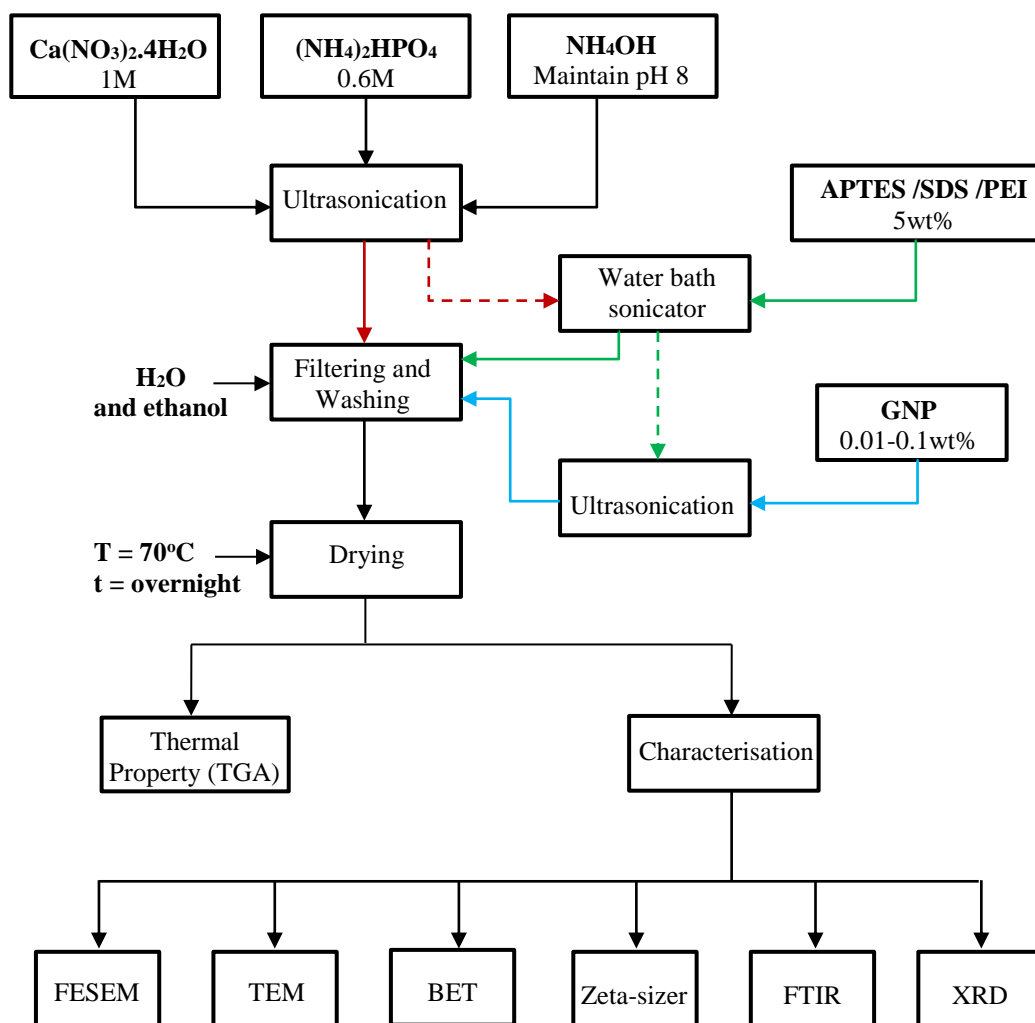 Ca(NO₃)₂.4H₂O
1M
(NH₄)₂HPO₄
0.6M
NH₄OH
Maintain pH 8
Ultrasonication
APTES /SDS /PEI
5wt%
Water bath
sonicator
H₂O
and ethanol
Filtering and
Washing
GNP
0.01-0.1wt%
Ultrasonication
T = 70ᵒC
t = overnight
Drying
Thermal
Property (TGA)
Characterisation
FESEM
TEM
BET
Zeta-sizer
FTIR
XRD